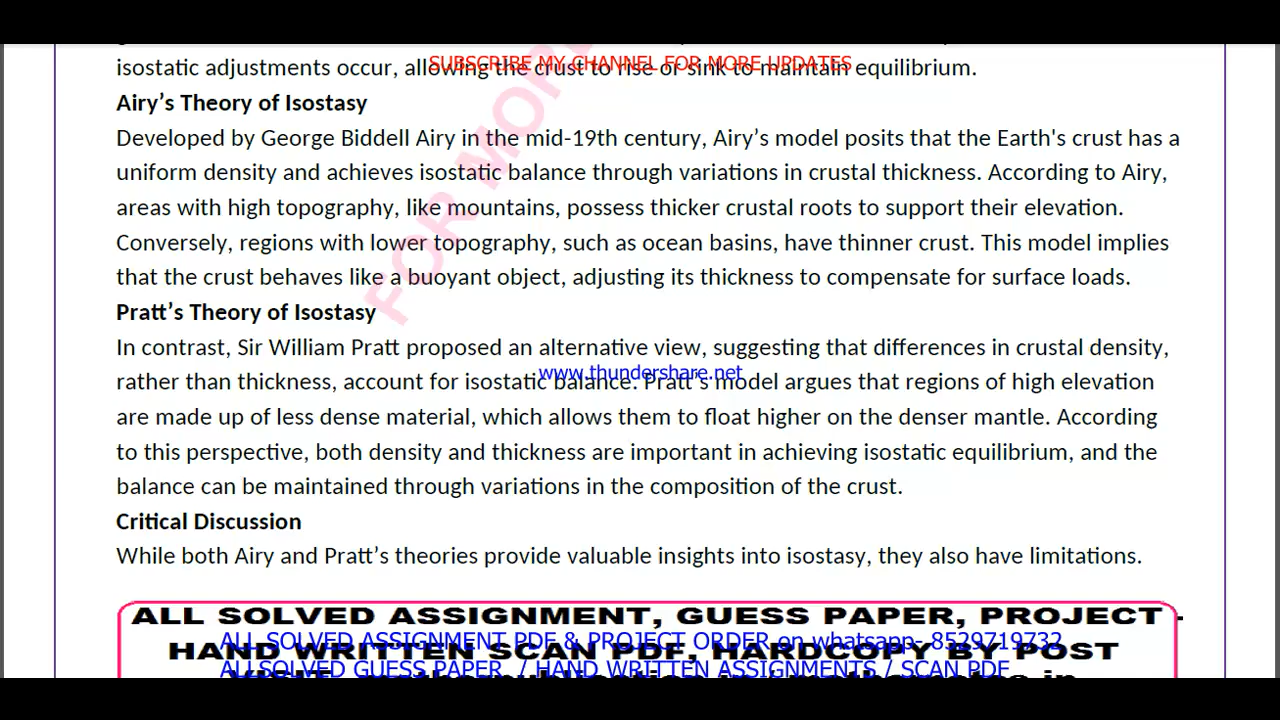 isostatic adjustments occur, allowing the crust to rise or sink to maintain equilibrium.
SUBSCRIBE MY CHANNEL FOR MORE UPDATES
Airy’s Theory of Isostasy
Developed by George Biddell Airy in the mid-19th century, Airy’s model posits that the Earth's crust has a
uniform density and achieves isostatic balance through variations in crustal thickness. According to Airy,
areas with high topography, like mountains, possess thicker crustal roots to support their elevation.
Conversely, regions with lower topography, such as ocean basins, have thinner crust. This model implies
that the crust behaves like a buoyant object, adjusting its thickness to compensate for surface loads.
FOR MORE
Pratt’s Theory of Isostasy
In contrast, Sir William Pratt proposed an alternative view, suggesting that differences in crustal density,
www.thundershare.net
rather than thickness, account for isostatic balance. Pratt’s model argues that regions of high elevation
are made up of less dense material, which allows them to float higher on the denser mantle. According
to this perspective, both density and thickness are important in achieving isostatic equilibrium, and the
balance can be maintained through variations in the composition of the crust.
Critical Discussion
While both Airy and Pratt’s theories provide valuable insights into isostasy, they also have limitations.
ALL SOLVED ASSIGNMENT, GUESS PAPER, PROJECT -
ALL SOLVED ASSIGNMENT PDF & PROJECT ORDER on whatsapp- 8529719732
HAND WRITTEN SCAN PDF, HARDCOPY BY POST
ALLSOLVED GUESS PAPER / HAND WRITTEN ASSIGNMENTS / SCAN PDF